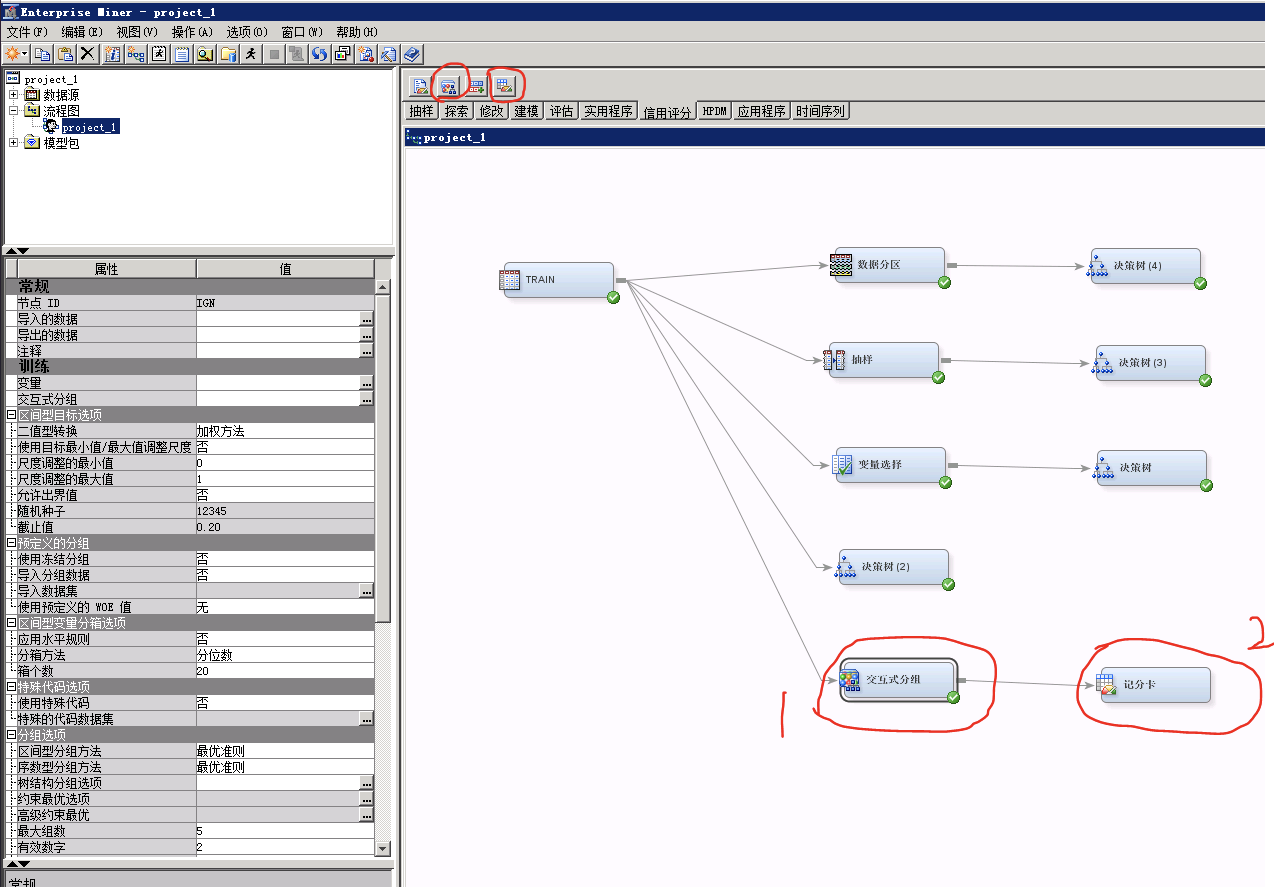 Enterprise Miner - project_1
文件(F) 编辑(E) 视图(V) 操作(A) 选项(O) 窗口(W) 帮助(H)
project_1
数据源
流程图
project_1
模型包
抽样 探索 修改 建模 评估 实用程序 信用评分 HPDM 应用程序 时间序列
project_1
TRAIN
数据分区
决策树 (4)
抽样
决策树 (3)
变量选择
决策树
决策树 (2)
交互式分组
记分卡
1
2
属性 值
常规
节点 ID IGN
导入的数据 ...
导出的数据 ...
注释 ...
训练
变量 ...
交互式分组 ...
区间型目标选项
二值型转换 加权方法
使用目标最小值/最大值调整尺度 否
尺度调整的最小值 0
尺度调整的最大值 1
允许出界值 否
随机种子 12345
截止值 0.20
预定义的分组
使用冻结分组 否
导入分组数据 否
导入数据集 ...
使用预定义的 WOE 值 无
区间型变量分箱选项
应用水平规则 否
分箱方法 分位数
箱个数 20
特殊代码选项
使用特殊代码 否
特殊的代码数据集 ...
分组选项
区间型分组方法 最优准则
序数型分组方法 最优准则
树结构分组选项 ...
约束最优选项 ...
高级约束最优 ...
最大组数 5
有效数字 2
常规